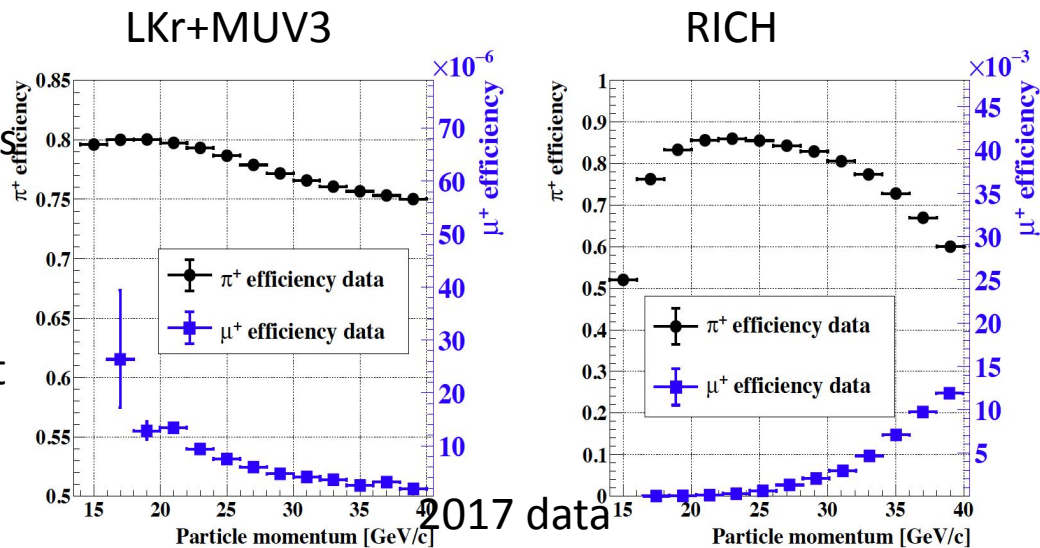 LKr+MUV3
RICH
×10⁻⁶
×10⁻³
π⁺ efficiency
0.85
0.8
0.75
0.7
0.65
0.6
0.55
0.5
s
t
70
60
50
40
30
20
10
μ⁺ efficiency
π⁺ efficiency data
μ⁺ efficiency data
15 20 25 30 35 40
Particle momentum [GeV/c]
π⁺ efficiency
1
0.9
0.8
0.7
0.6
0.5
0.4
0.3
0.2
0.1
0
45
40
35
30
25
20
15
10
5
μ⁺ efficiency
π⁺ efficiency data
μ⁺ efficiency data
15 20 25 30 35 40
Particle momentum [GeV/c]
2017 data